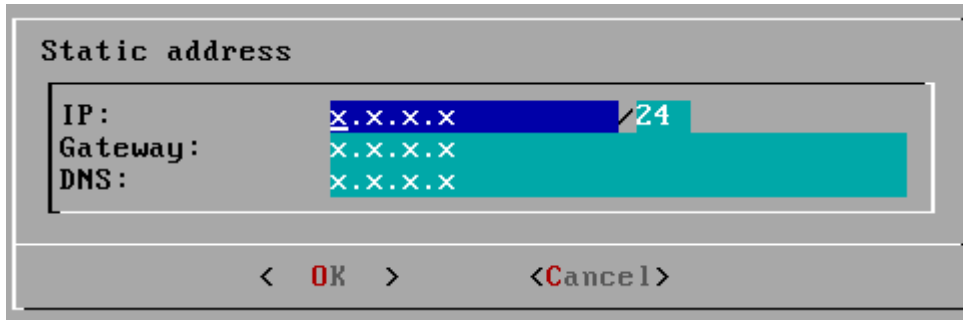 Static address
IP: x.x.x.x /24
Gateway: x.x.x.x
DNS: x.x.x.x
< OK > <Cancel>